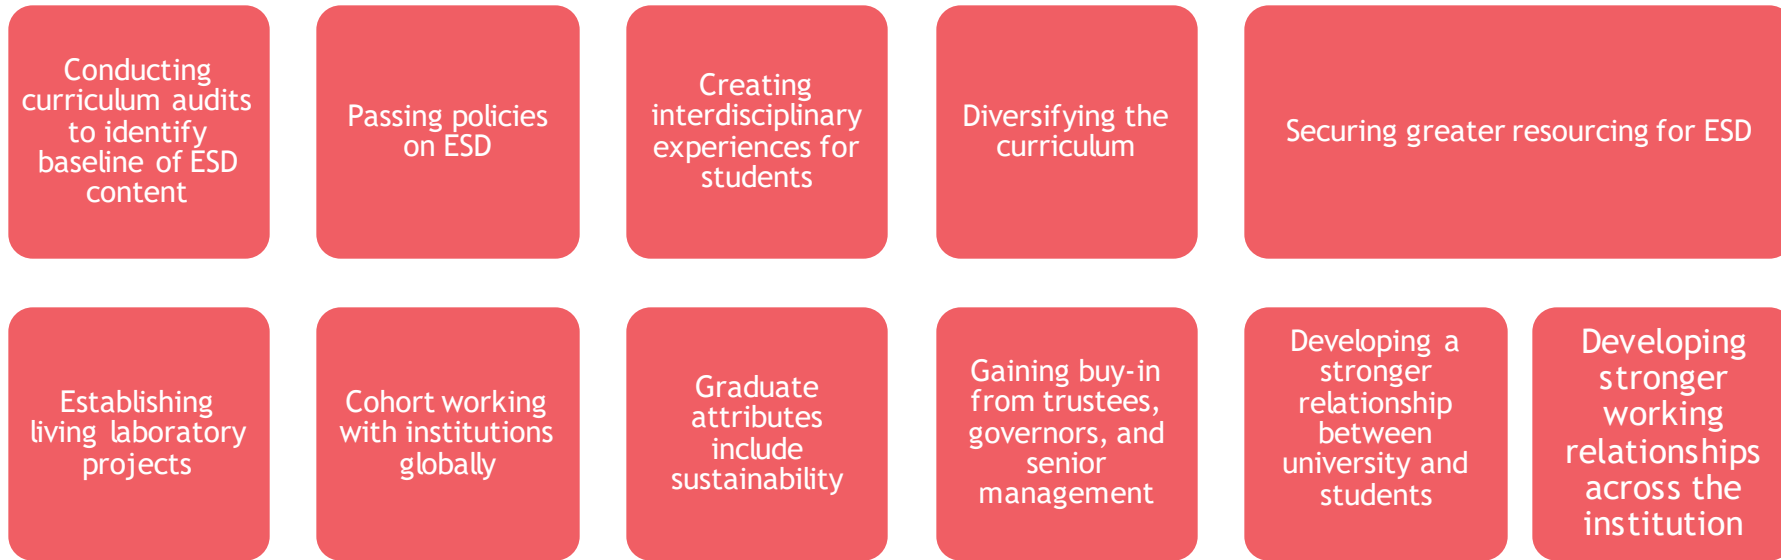 Conducting
curriculum audits
to identify
baseline of ESD
content
Passing policies
on ESD
Creating
interdisciplinary
experiences for
students
Diversifying the
curriculum
Securing greater resourcing for ESD
Establishing
living laboratory
projects
Cohort working
with institutions
globally
Graduate
attributes
include
sustainability
Gaining buy-in
from trustees,
governors, and
senior
management
Developing a
stronger
relationship
between
university and
students
Developing
stronger
working
relationships
across the
institution